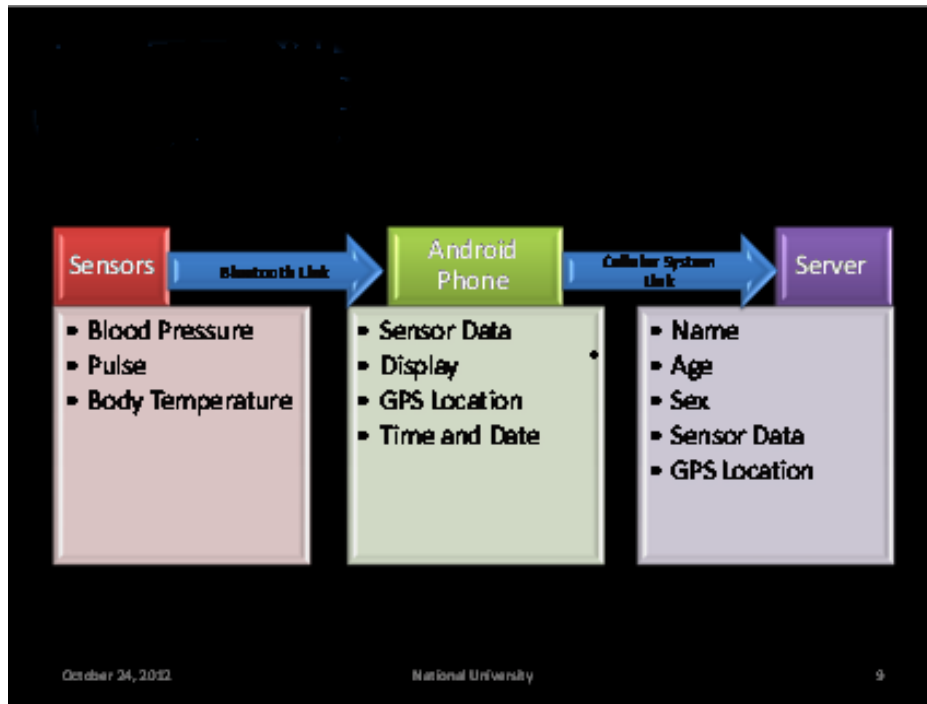 Sensors
Bluetooth Link
Android
Phone
Cellular System
Link
Server
• Blood Pressure
• Pulse
• Body Temperature
• Sensor Data
• Display
• GPS Location
• Time and Date
•
• Name
• Age
• Sex
• Sensor Data
• GPS Location
October 24, 2012
National University
9